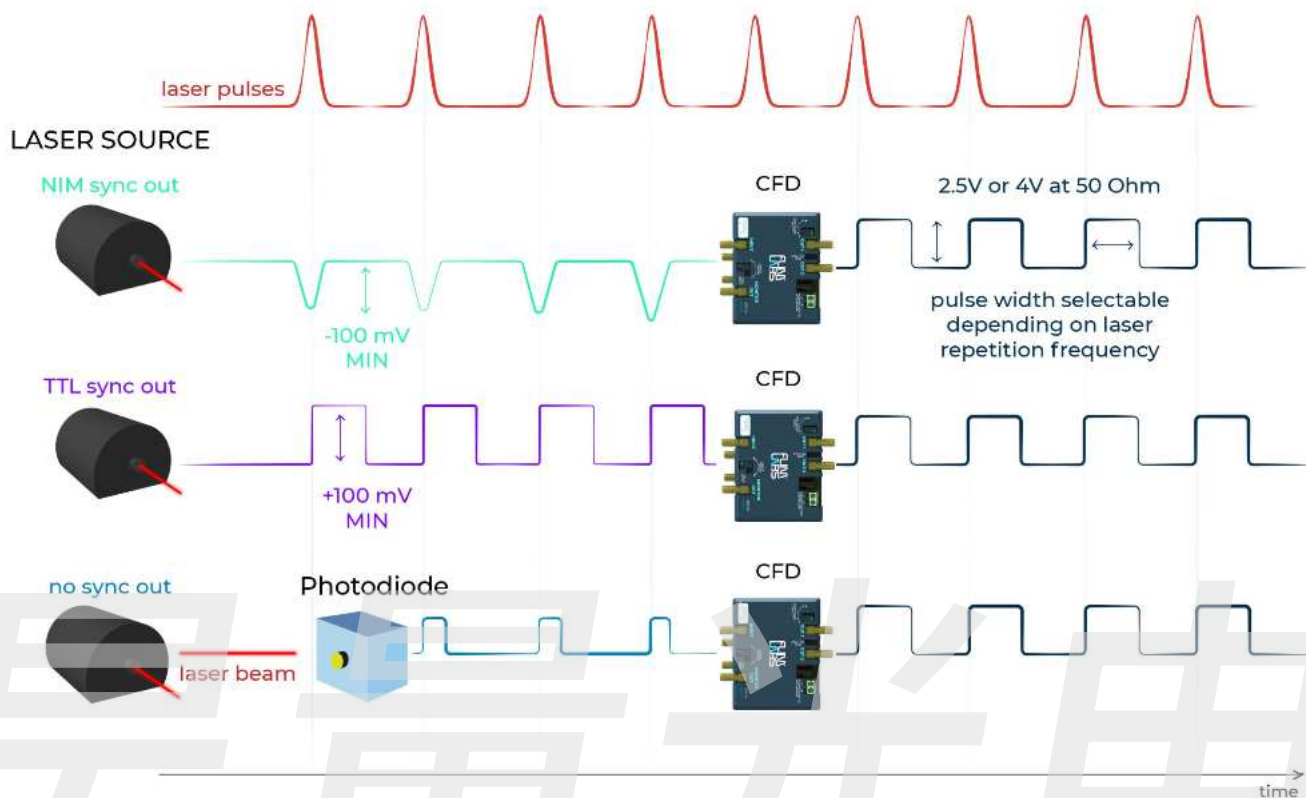 laser pulses
LASER SOURCE
NIM sync out
CFD
2.5V or 4V at 50 Ohm
-100 mV
MIN
pulse width selectable
depending on laser
repetition frequency
TTL sync out
CFD
+100 mV
MIN
no sync out
Photodiode
CFD
laser beam
time